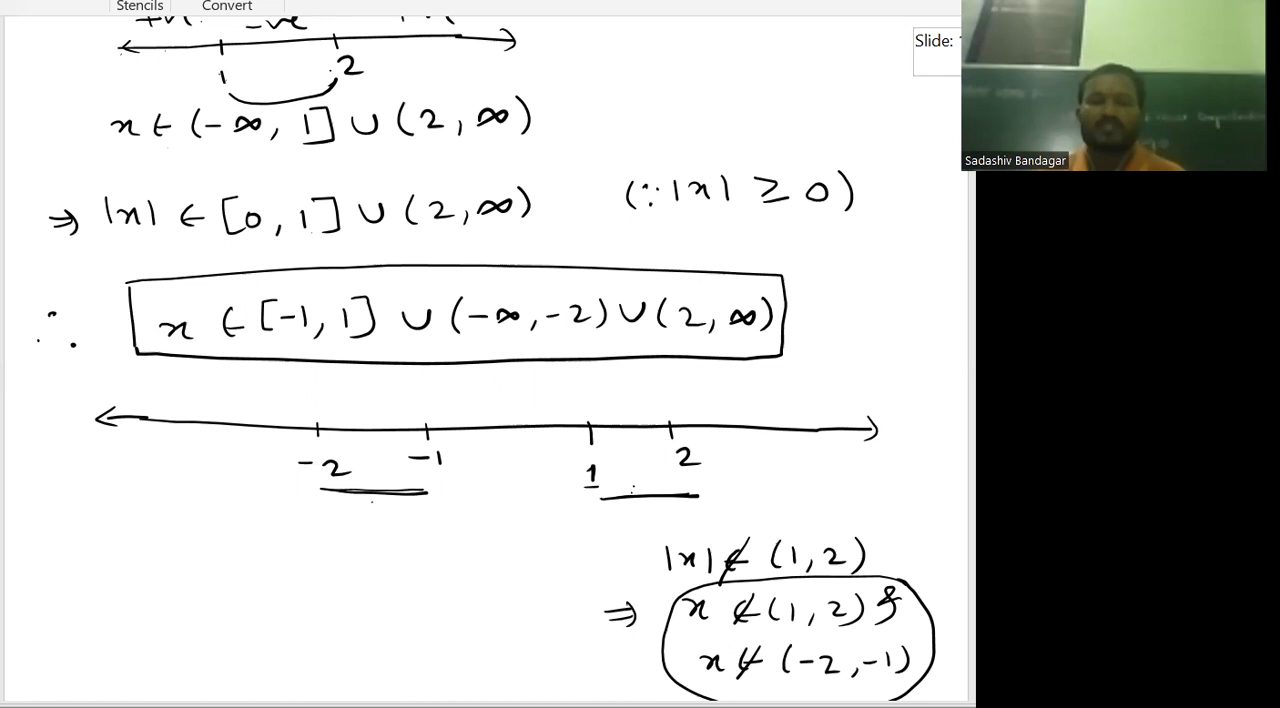 Stencils Convert
Slide:
-ve
1 2
x ∈ (-∞, 1] ∪ (2, ∞)
⇒ |x| ∈ [0, 1] ∪ (2, ∞) (∵ |x| ≥ 0)
∴ x ∈ [-1, 1] ∪ (-∞, -2) ∪ (2, ∞)
-2 -1 1 2
|x| ∉ (1, 2)
⇒ x ∉ (1, 2) &
x ∉ (-2, -1)
Sadashiv Bandagar